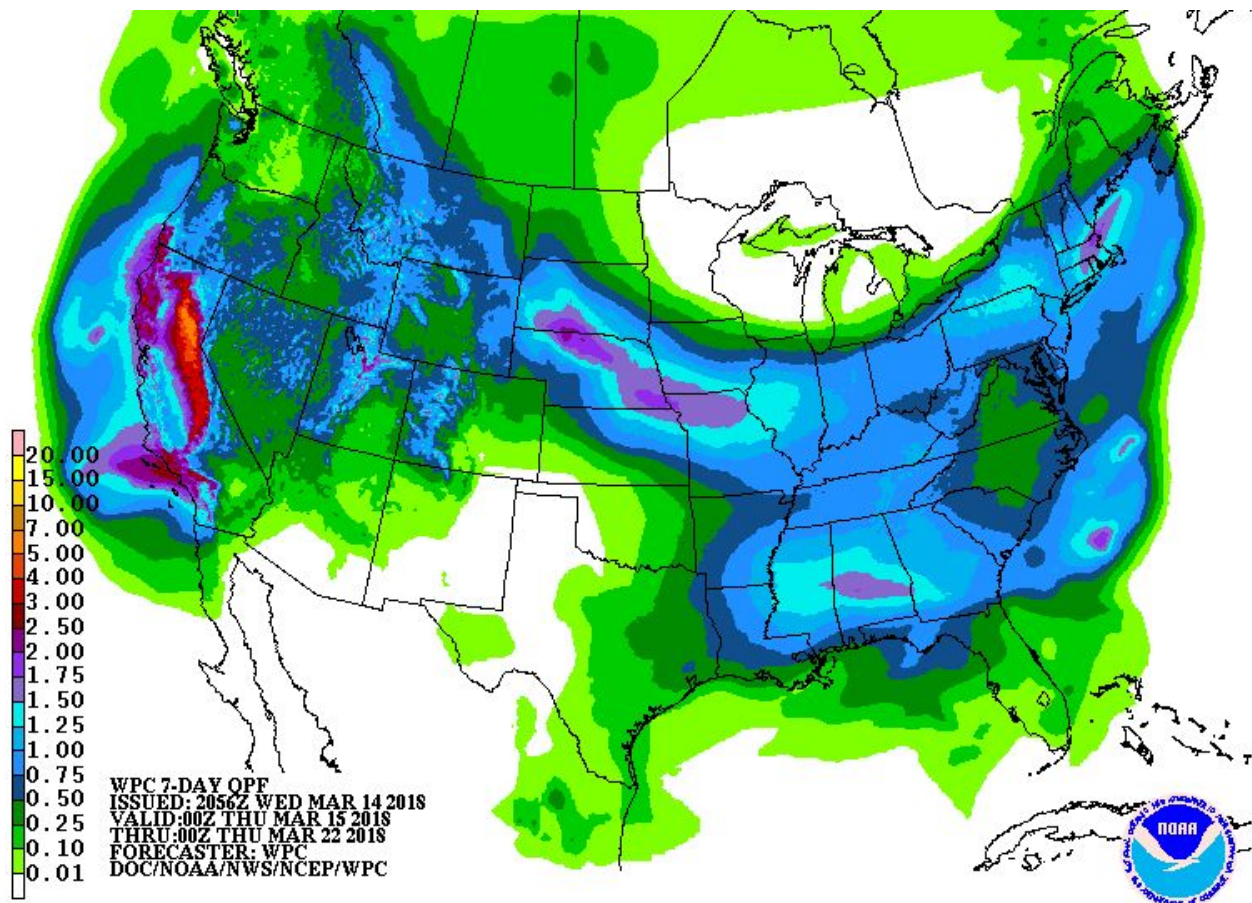 20.00
15.00
10.00
7.00
5.00
4.00
3.00
2.50
2.00
1.75
1.50
1.25
1.00
0.75
0.50
0.25
0.10
0.01
WPC 7-DAY QPF
ISSUED: 2056Z WED MAR 14 2018
VALID:00Z THU MAR 15 2018
THRU:00Z THU MAR 22 2018
FORECASTER: WPC
DOC/NOAA/NWS/NCEP/WPC
NOAA